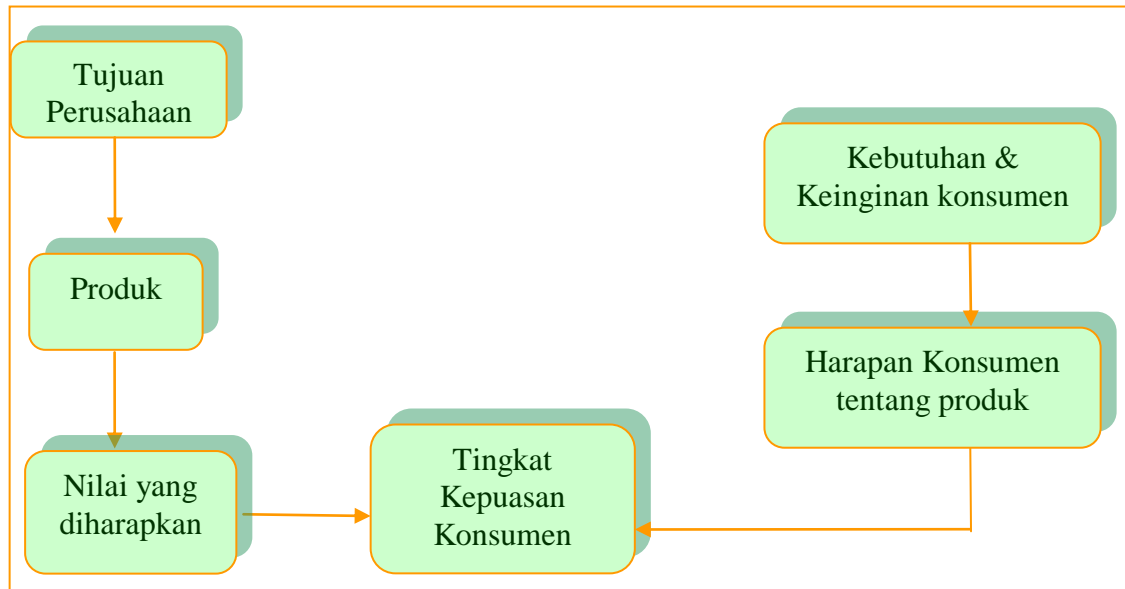 Tujuan
Perusahaan
Kebutuhan &
Keinginan konsumen
Produk
Harapan Konsumen
tentang produk
Nilai yang
diharapkan
Tingkat
Kepuasan
Konsumen